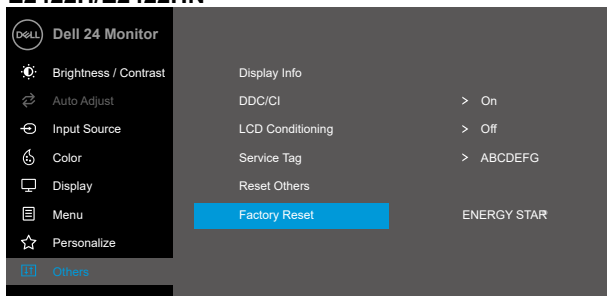 DELL Dell 24 Monitor
Brightness / Contrast Display Info
Auto Adjust DDC/CI > On
Input Source LCD Conditioning > Off
Color Service Tag > ABCDEFG
Display Reset Others
Menu Factory Reset ENERGY STAR®
Personalize
Others